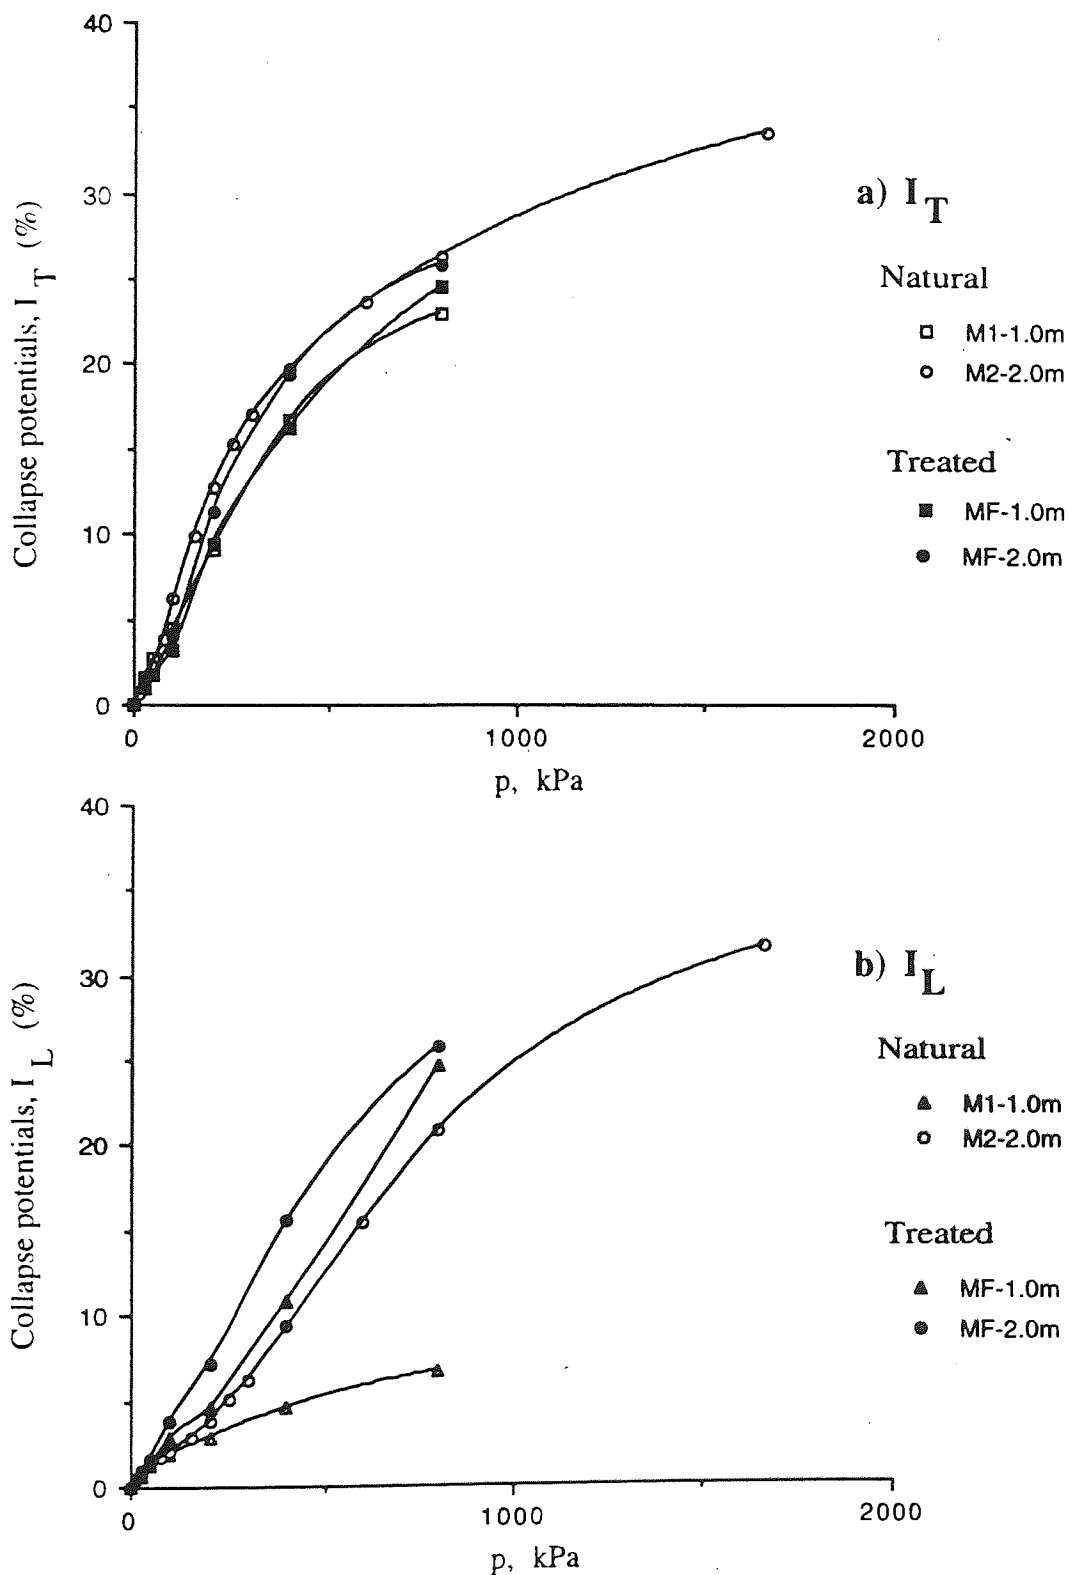 40
30
20
10
0
Collapse potentials, I_T (%)
0
1000
2000
p, kPa
a) I_T
Natural
M1-1.0m
M2-2.0m
Treated
MF-1.0m
MF-2.0m
40
30
20
10
0
Collapse potentials, I_L (%)
0
1000
2000
p, kPa
b) I_L
Natural
M1-1.0m
M2-2.0m
Treated
MF-1.0m
MF-2.0m